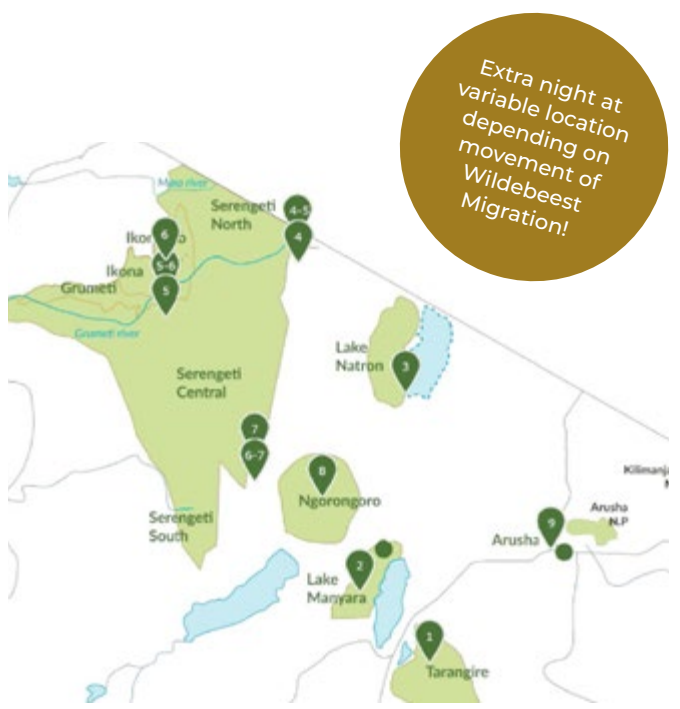 Extra night at
variable location
depending on
movement of
Wildebeest
Migration!
Mara river
Serengeti
North
4-5
4
6
Ikona
5-6
Grumeti
5
Grumeti river
Lake
Natron
3
Serengeti
Central
7
6-7
8
Ngorongoro
Serengeti
South
9
Arusha
Arusha
N.P
2
Lake
Manyara
1
Tarangire